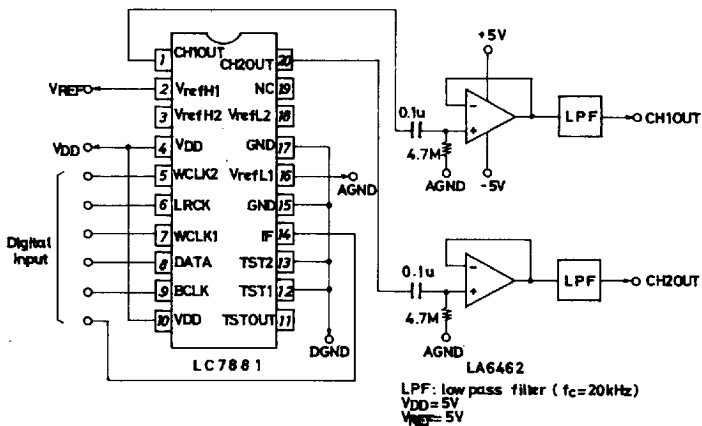 +5V
1 CH1OUT
CH2OUT 20
VREF
2 VrefH1
NC 19
0.1u
LPF
CH1OUT
3 VrefH2
VrefL2 18
4.7M
VDD
4 VDD
GND 17
AGND
-5V
5 WCLK2
VrefL1 16
AGND
6 LRCK
GND 15
Digital
input
7 WCLK1
IF 14
8 DATA
TST2 13
0.1u
LPF
CH2OUT
9 BCLK
TST1 12
4.7M
10 VDD
TSTOUT 11
DGND
AGND
LC7881
LA6462
LPF: low pass filter (fc=20kHz)
VDD=5V
VREF=5V